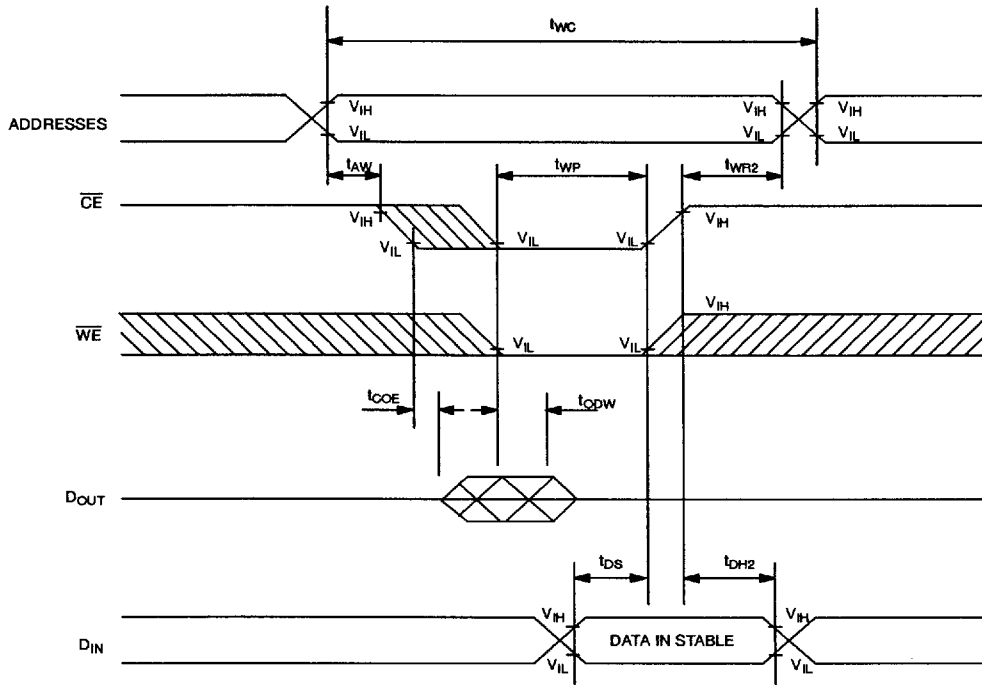 tWC
ADDRESSES
VIH
VIL
VIH
VIL
VIH
VIL
tAW
tWP
tWR2
CE
VIH
VIL
VIL
VIL
VIH
WE
VIL
VIL
VIH
tCOE
tODW
DOUT
tDS
tDH2
DIN
VIH
VIL
DATA IN STABLE
VIH
VIL